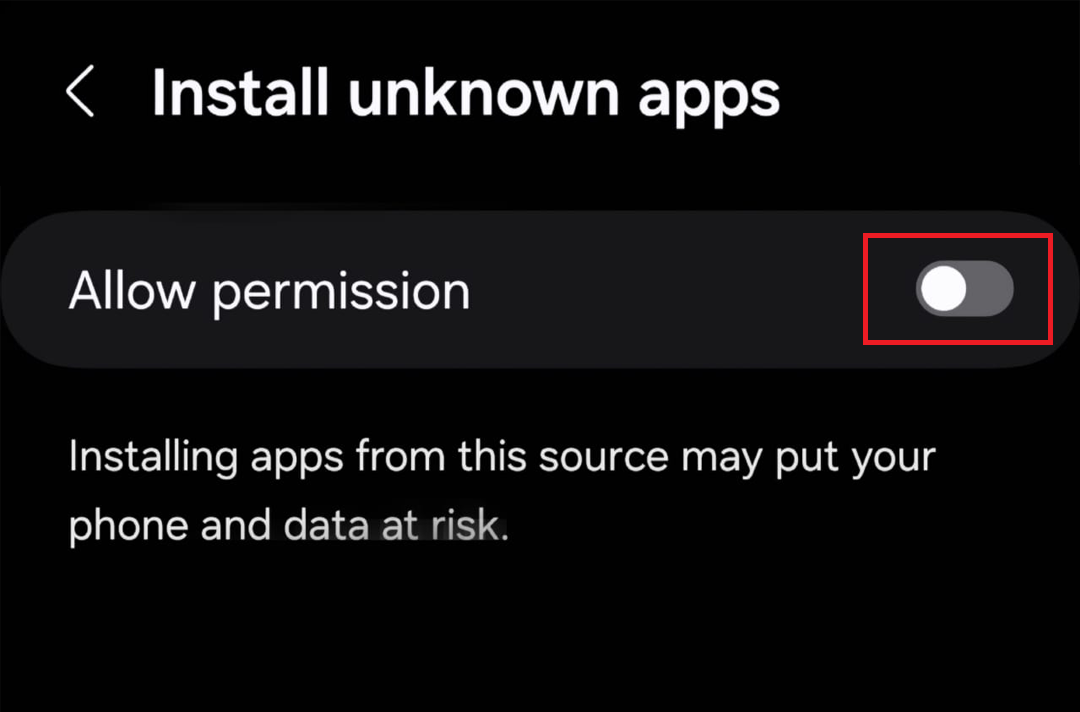 Install unknown apps
Allow permission
Installing apps from this source may put your
phone and data at risk.